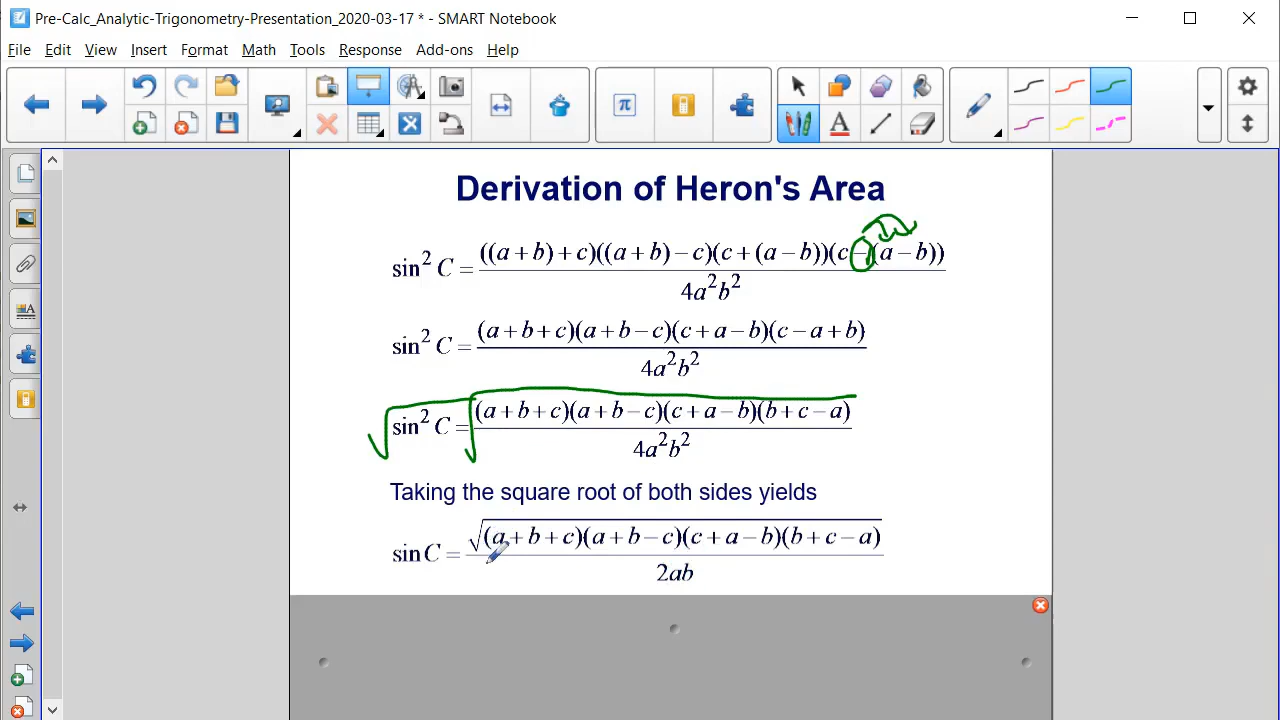 Pre-Calc_Analytic-Trigonometry-Presentation_2020-03-17 * - SMART Notebook
File Edit View Insert Format Math Tools Response Add-ons Help
Derivation of Heron's Area
sin² C = ((a + b) + c)((a + b) − c)(c + (a − b))(c − (a − b))
4a²b²
sin² C = (a + b + c)(a + b − c)(c + a − b)(c − a + b)
4a²b²
√sin² C = √(a + b + c)(a + b − c)(c + a − b)(b + c − a)
4a²b²
Taking the square root of both sides yields
sin C = √(a + b + c)(a + b − c)(c + a − b)(b + c − a)
2ab